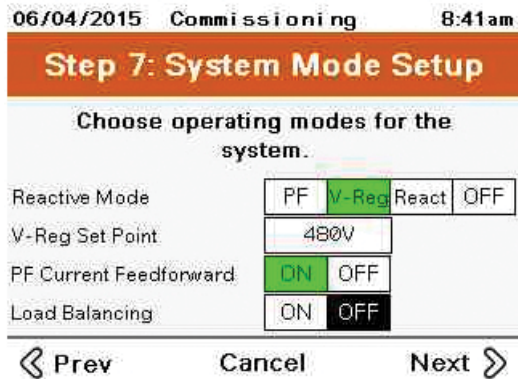 06/04/2015 Commissioning 8:41am
Step 7: System Mode Setup
Choose operating modes for the
system.
Reactive Mode PF V-Reg React OFF
V-Reg Set Point 480V
PF Current Feedforward ON OFF
Load Balancing ON OFF
Prev Cancel Next